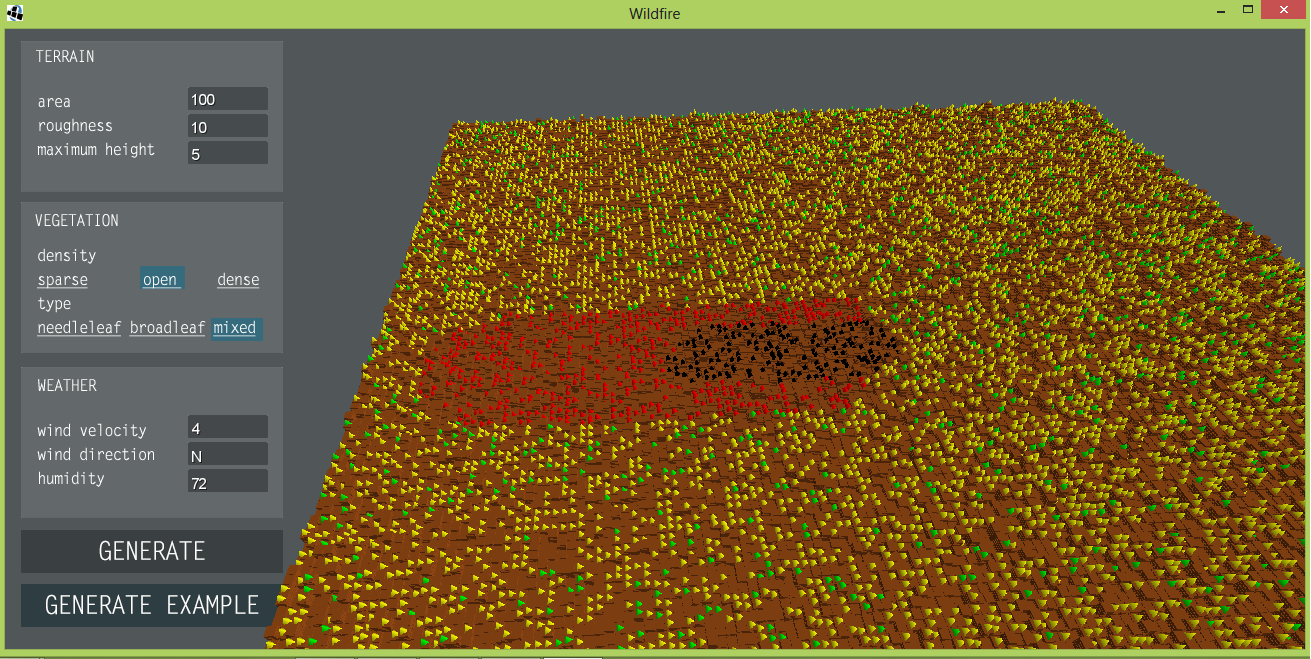 Wildfire
TERRAIN
area 100
roughness 10
maximum height 5
VEGETATION
density
sparse open dense
type
needleleaf broadleaf mixed
WEATHER
wind velocity 4
wind direction N
humidity 72
GENERATE
GENERATE EXAMPLE